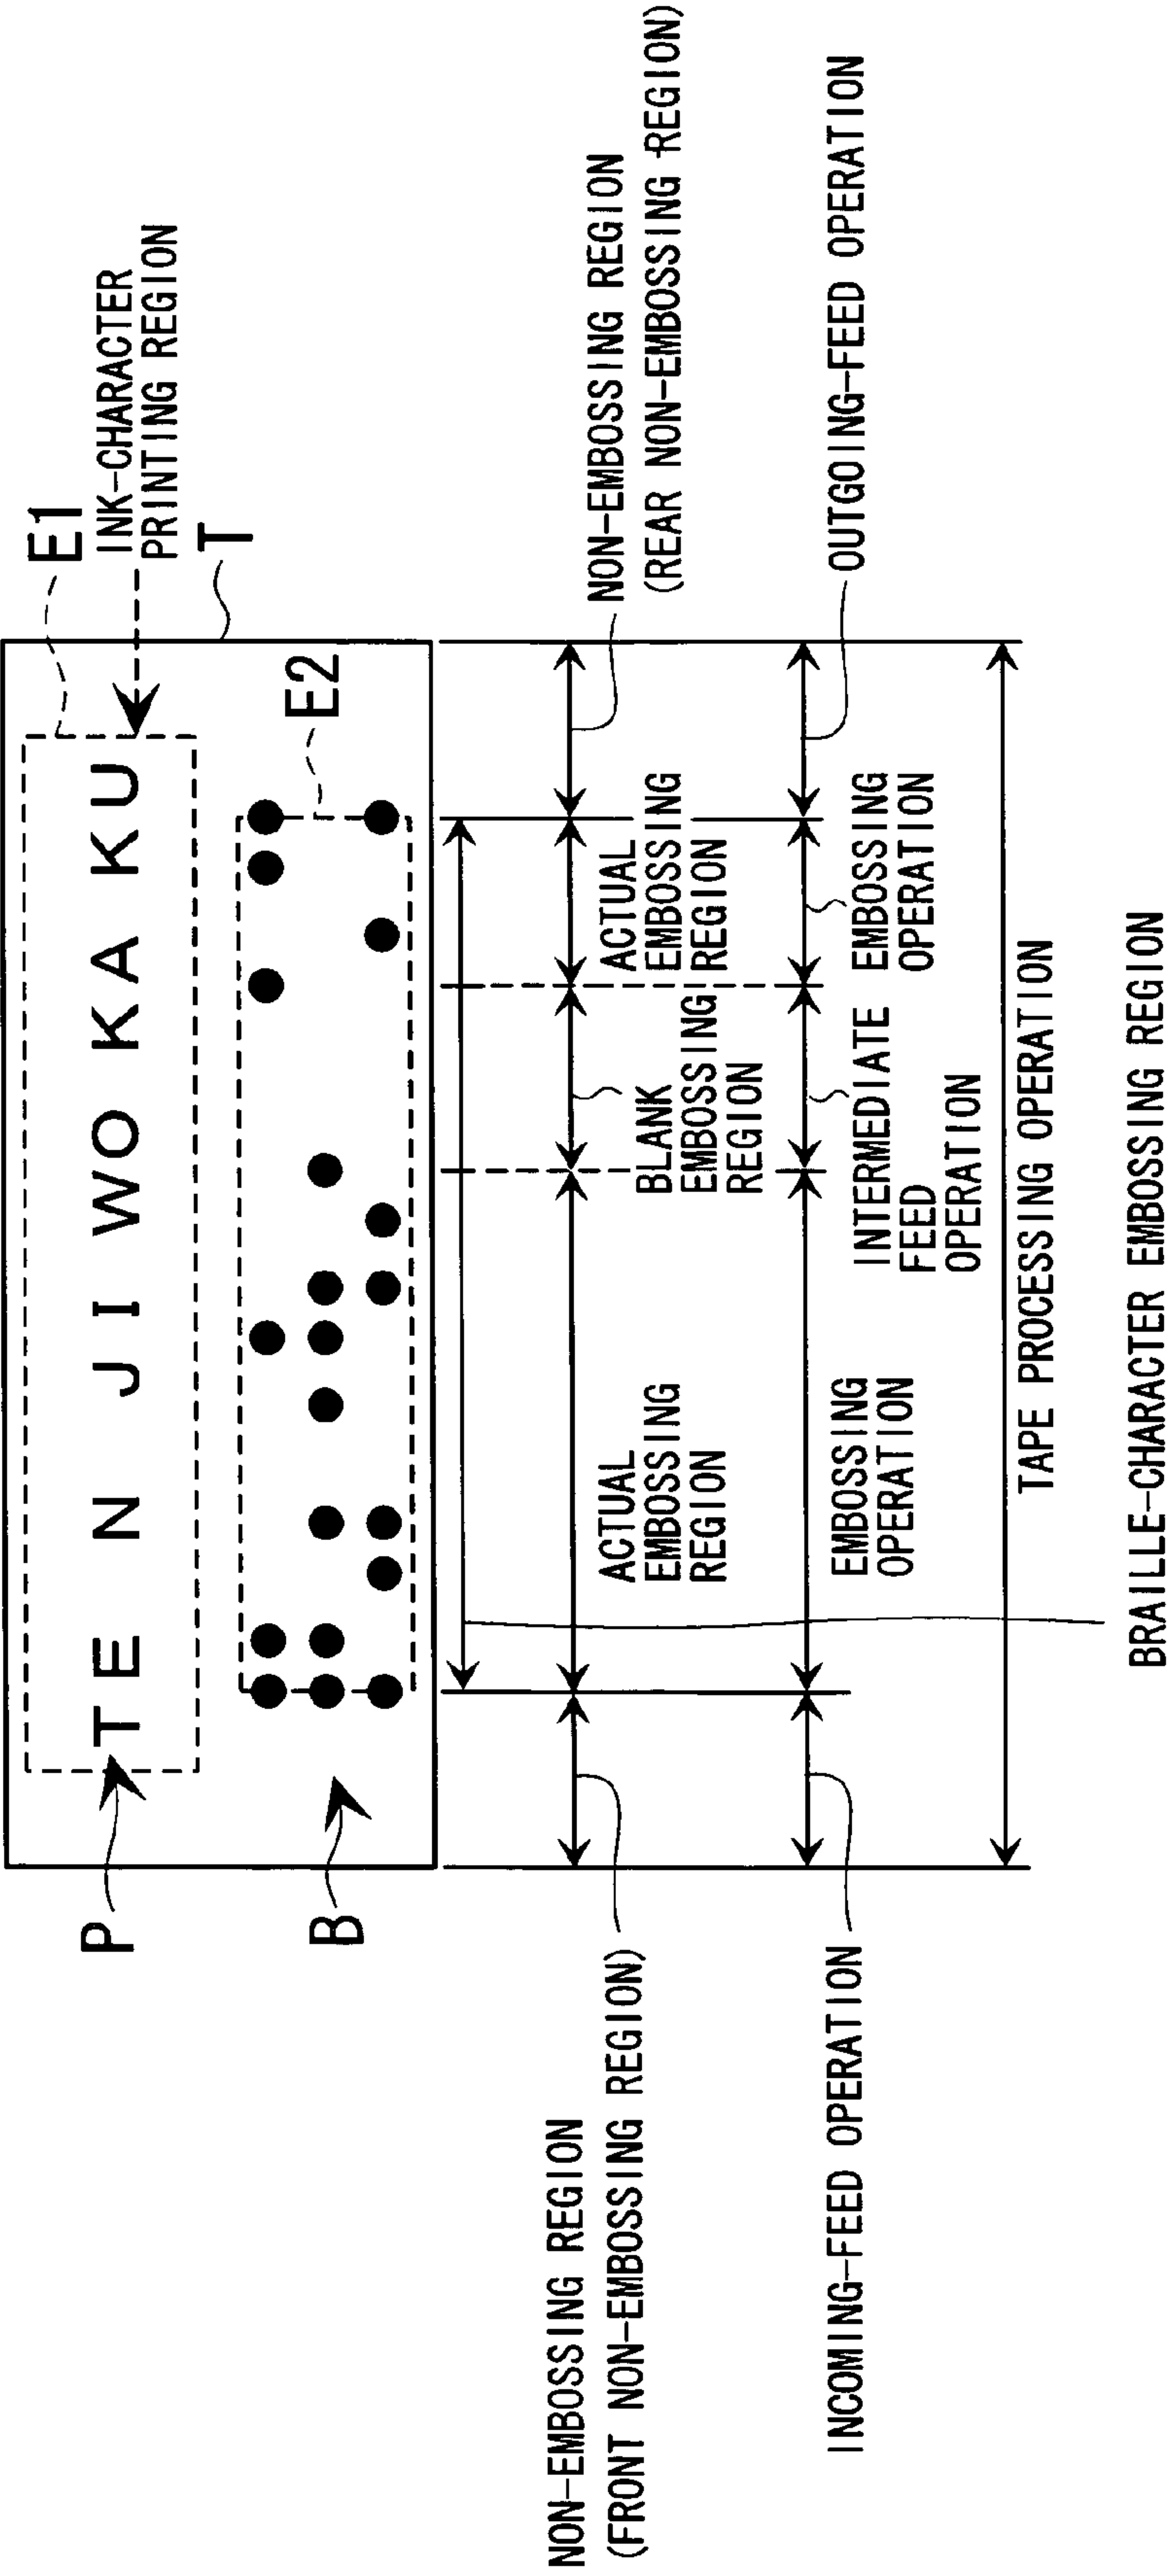 E1
INK-CHARACTER
PRINTING REGION
T
P
TE N JI WO KA KU
E2
B
NON-EMBOSSING REGION
(FRONT NON-EMBOSSING REGION)
ACTUAL
EMBOSSING
REGION
BLANK
EMBOSSING
REGION
ACTUAL
EMBOSSING
REGION
NON-EMBOSSING REGION
(REAR NON-EMBOSSING REGION)
INCOMING-FEED OPERATION
EMBOSSING
OPERATION
INTERMEDIATE
FEED
OPERATION
EMBOSSING
OPERATION
OUTGOING-FEED OPERATION
TAPE PROCESSING OPERATION
BRAILLE-CHARACTER EMBOSSING REGION